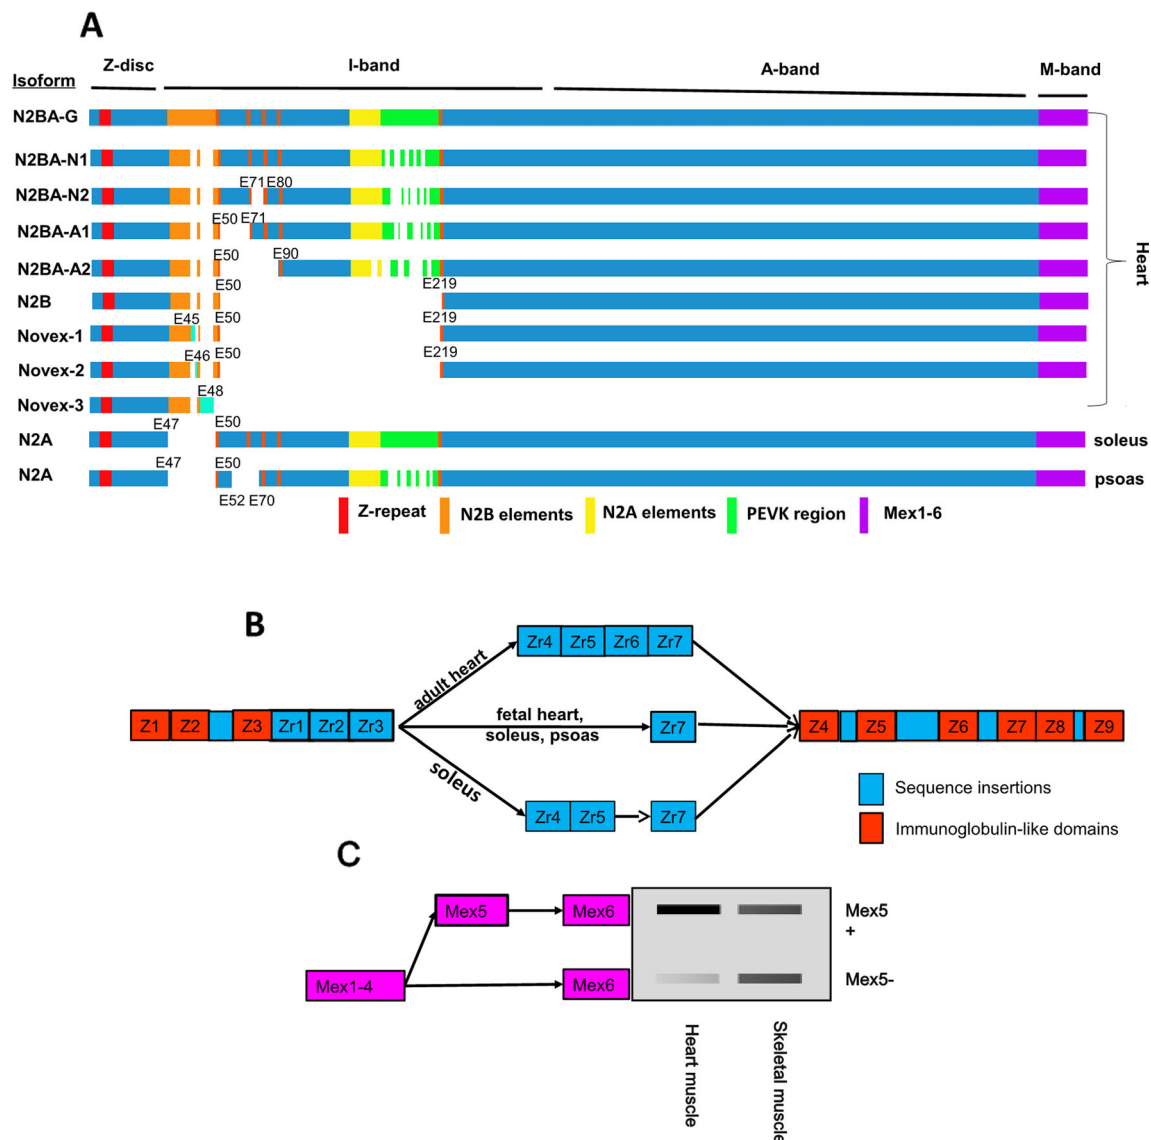 A
Z-disc I-band A-band M-band
Isoform
N2BA-G
N2BA-N1
E71 E80
N2BA-N2
E50 E71
N2BA-A1
E50 E90
N2BA-A2
E50 E219
N2B
E45 E50 E219
Novex-1
E46 E50 E219
Novex-2
E48
Novex-3
Heart
E47 E50
N2A soleus
E47 E50
N2A psoas
E52 E70
Z-repeat N2B elements N2A elements PEVK region Mex1-6
B
Zr4 Zr5 Zr6 Zr7
adult heart
Z1 Z2 Z3 Zr1 Zr2 Zr3
fetal heart,
soleus, psoas
Zr7
Z4 Z5 Z6 Z7 Z8 Z9
soleus
Zr4 Zr5 Zr7
Sequence insertions
Immunoglobulin-like domains
C
Mex5 Mex6 Mex5
+
Mex1-4 Mex6 Mex5-
Heart muscle
Skeletal muscle